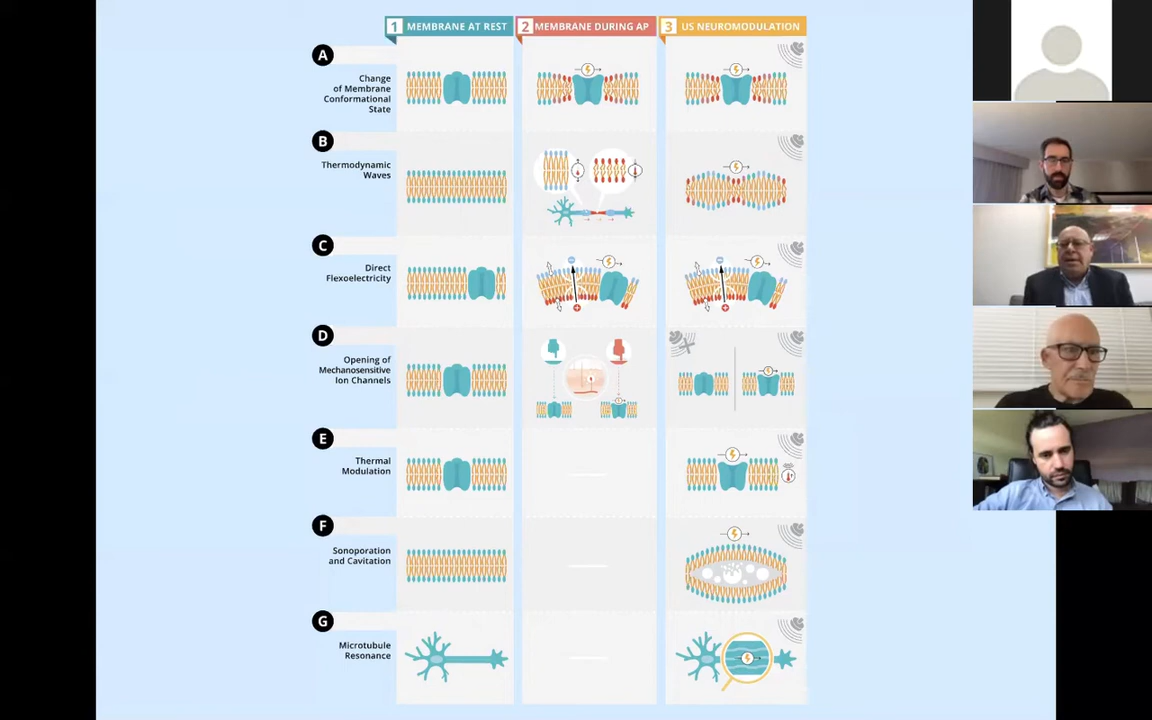 1 MEMBRANE AT REST
2 MEMBRANE DURING AP
3 US NEUROMODULATION
A
Change
of Membrane
Conformational
State
B
Thermodynamic
Waves
C
Direct
Flexoelectricity
D
Opening of
Mechanosensitive
Ion Channels
E
Thermal
Modulation
F
Sonoporation
and Cavitation
G
Microtubule
Resonance